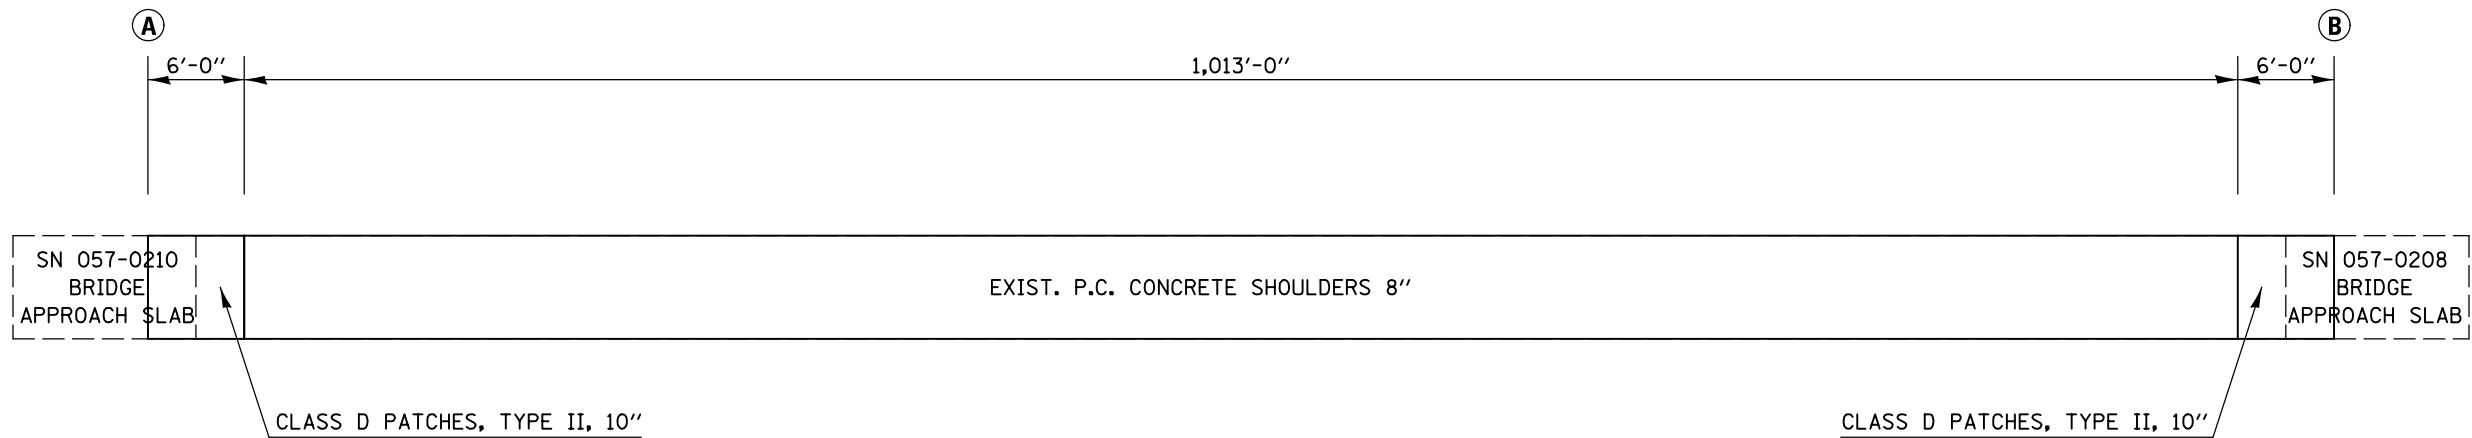 A
B
6'-0"
1,013'-0"
6'-0"
SN 057-0210
BRIDGE
APPROACH SLAB
EXIST. P.C. CONCRETE SHOULDERS 8"
SN 057-0208
BRIDGE
APPROACH SLAB
CLASS D PATCHES, TYPE II, 10"
CLASS D PATCHES, TYPE II, 10"